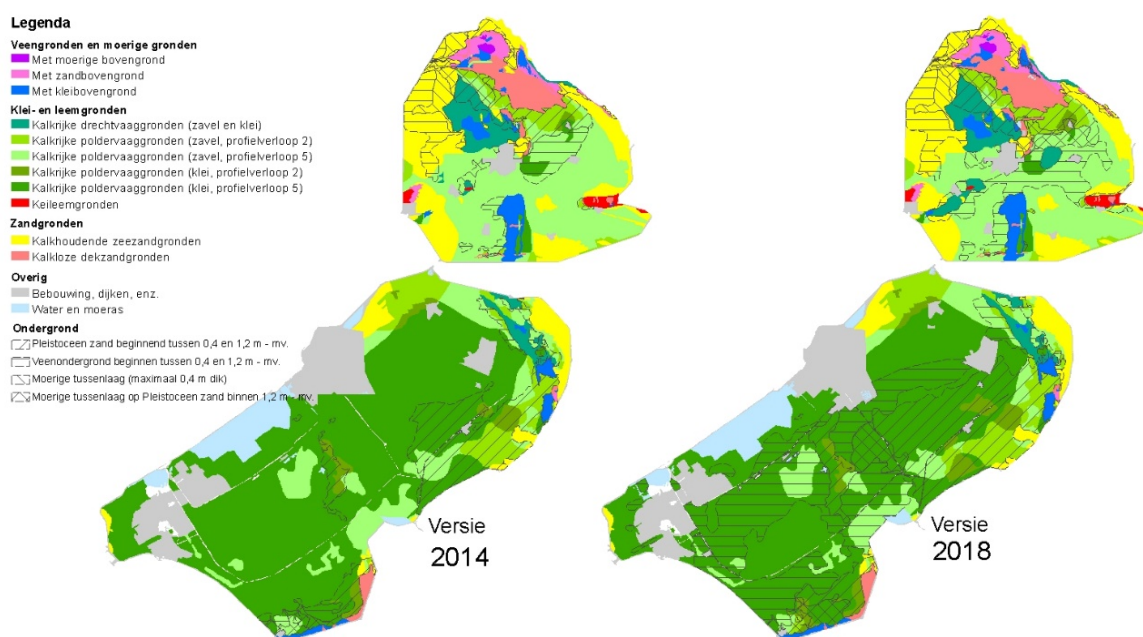 Legenda
Veengronden en moerige gronden
Met moerige bovengrond
Met zandbovengrond
Met kleibovengrond
Klei- en leemgronden
Kalkrijke drechtvaaggronden (zavel en klei)
Kalkrijke poldervaaggronden (zavel, profielverloop 2)
Kalkrijke poldervaaggronden (zavel, profielverloop 5)
Kalkrijke poldervaaggronden (klei, profielverloop 2)
Kalkrijke poldervaaggronden (klei, profielverloop 5)
Keileemgronden
Zandgronden
Kalkhoudende zeezandgronden
Kalkloze dekzandgronden
Overig
Bebouwing, dijken, enz.
Water en moeras
Ondergrond
Pleistoceen zand beginnend tussen 0,4 en 1,2 m - mv.
Veenondergrond beginnen tussen 0,4 en 1,2 m - mv.
Moerige tussenlaag (maximaal 0,4 m dik)
Moerige tussenlaag op Pleistoceen zand binnen 1,2 m - mv.
Versie
2014
Versie
2018